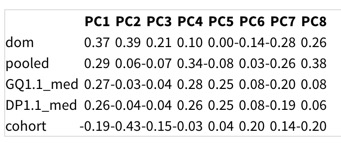 PC1 PC2 PC3 PC4 PC5 PC6 PC7 PC8
dom 0.37 0.39 0.21 0.10 0.00-0.14-0.28 0.26
pooled 0.29 0.06-0.07 0.34-0.08 0.03-0.26 0.38
GQ1.1_med 0.27-0.03-0.04 0.28 0.25 0.08-0.20 0.08
DP1.1_med 0.26-0.04-0.04 0.26 0.25 0.08-0.19 0.06
cohort -0.19-0.43-0.15-0.03 0.04 0.20 0.14-0.20